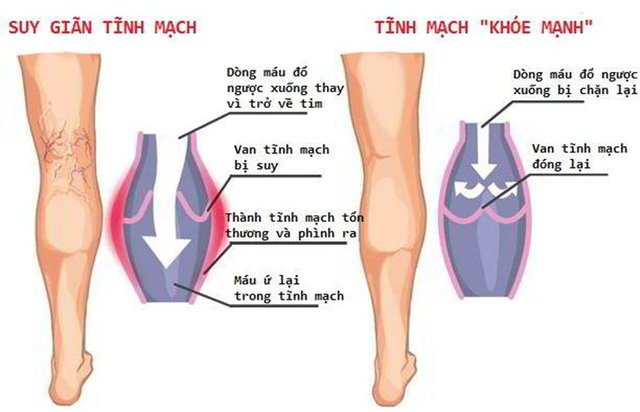 SUY GIÃN TĨNH MẠCH
TĨNH MẠCH "KHỎE MẠNH"
Dòng máu đổ
ngược xuống thay
vì trở về tim
Van tĩnh mạch
bị suy
Thành tĩnh mạch tổn
thương và phình ra
Máu ứ lại
trong tĩnh mạch
Dòng máu đổ ngược
xuống bị chặn lại
Van tĩnh mạch
đóng lại